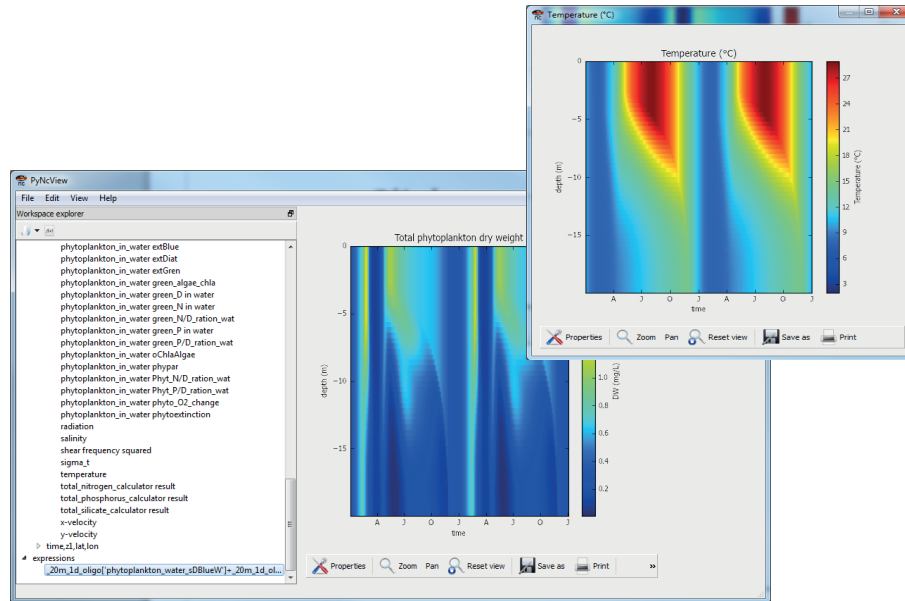 Temperature (°C)
Temperature (°C)
0
−5
−10
−15
depth (m)
A J O J A J O J
time
27
24
21
18
15
12
9
6
3
Temperature (°C)
Properties Zoom Pan Reset view Save as Print
PyNcView
File Edit View Help
Workspace explorer
phytoplankton_in_water extBlue
phytoplankton_in_water extDiat
phytoplankton_in_water extGren
phytoplankton_in_water green_algae_chla
phytoplankton_in_water green_D in water
phytoplankton_in_water green_N in water
phytoplankton_in_water green_N/D_ration_wat
phytoplankton_in_water green_P in water
phytoplankton_in_water green_P/D_ration_wat
phytoplankton_in_water oChlaAlgae
phytoplankton_in_water phypar
phytoplankton_in_water Phyt_N/D_ration_wat
phytoplankton_in_water Phyt_P/D_ration_wat
phytoplankton_in_water phyto_O2_change
phytoplankton_in_water phytoextinction
radiation
salinity
shear frequency squared
sigma_t
temperature
total_nitrogen_calculator result
total_phosphorus_calculator result
total_silicate_calculator result
x-velocity
y-velocity
time,z1,lat,lon
expressions
_20m_1d_oligo['phytoplankton_water_sDBlueW']+_20m_1d_ol...
Total phytoplankton dry weight
0
−5
−10
−15
depth (m)
A J O J A J O J
time
1.0
0.8
0.6
0.4
0.2
DW (mg/L)
Properties Zoom Pan Reset view Save as Print »